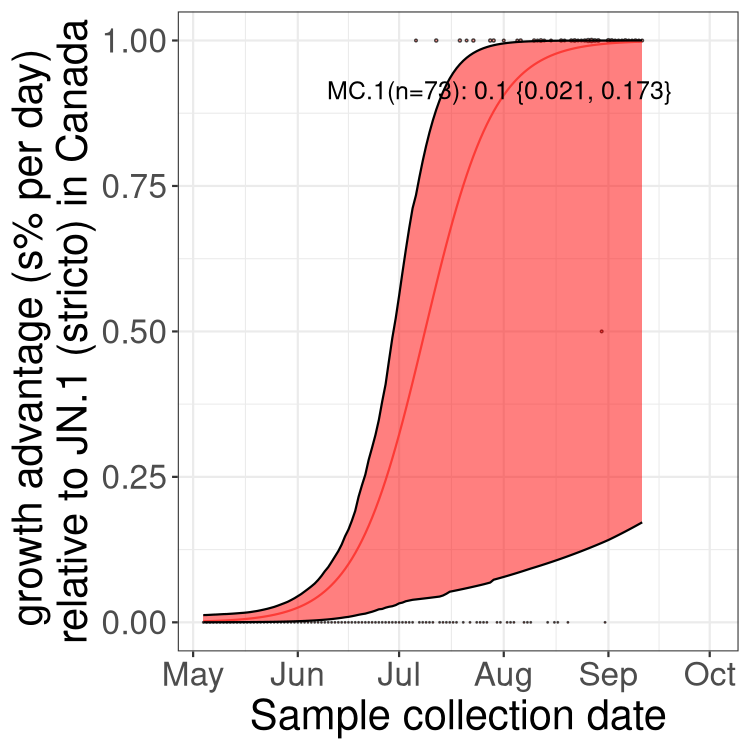 growth advantage (s% per day)
relative to JN.1 (stricto) in Canada
1.00
0.75
0.50
0.25
0.00
MC.1(n=73): 0.1 {0.021, 0.173}
May Jun Jul Aug Sep Oct
Sample collection date